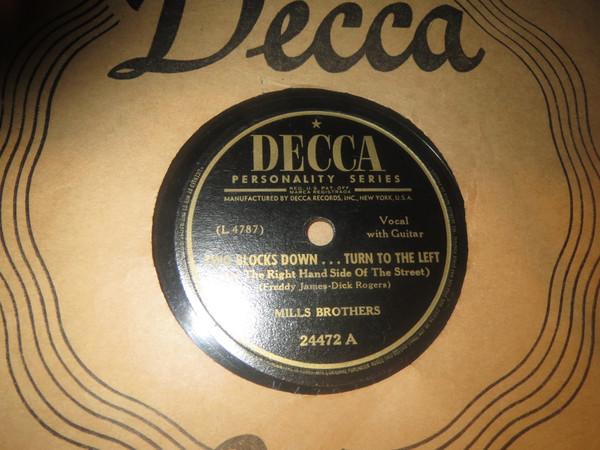 Decca
DECCA
PERSONALITY SERIES
REG. U.S. PAT. OFF.
MARCA REGISTRADA
MANUFACTURED BY DECCA RECORDS, INC., NEW YORK, U.S.A.
(L 4787)
Vocal
with Guitar
BLOCKS DOWN . . . TURN TO THE LEFT
The Right Hand Side Of The Street)
(Freddy James-Dick Rogers)
MILLS BROTHERS
24472 A